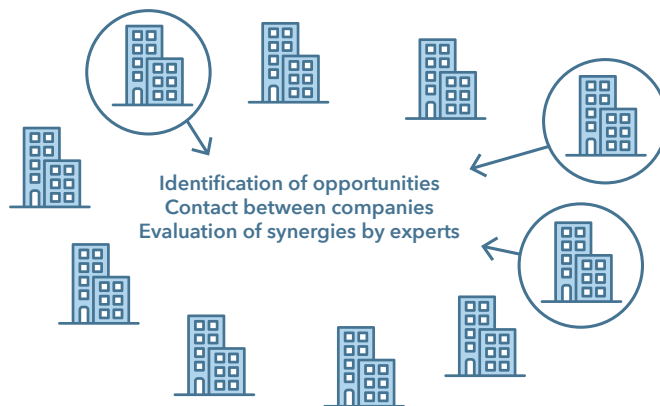 Identification of opportunities
Contact between companies
Evaluation of synergies by experts